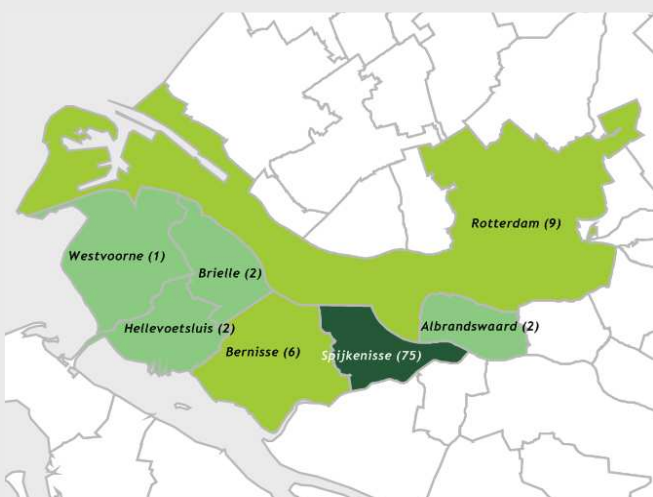 Rotterdam (9)
Westvoorne (1)
Brielle (2)
Hellevoetsluis (2)
Albrandswaard (2)
Bernisse (6)
Spijkenisse (75)